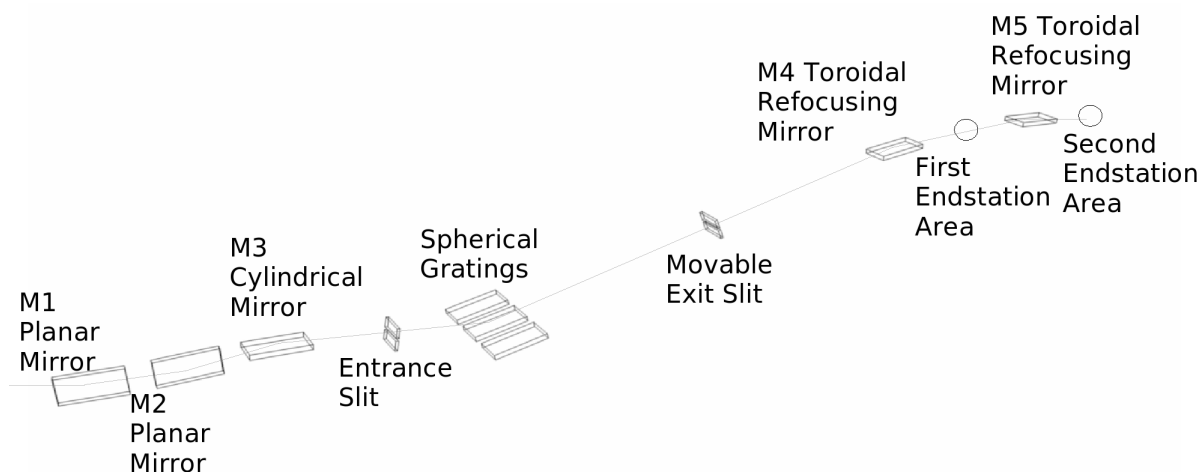 M1
Planar
Mirror
M2
Planar
Mirror
M3
Cylindrical
Mirror
Entrance
Slit
Spherical
Gratings
Movable
Exit Slit
M4 Toroidal
Refocusing
Mirror
First
Endstation
Area
M5 Toroidal
Refocusing
Mirror
Second
Endstation
Area